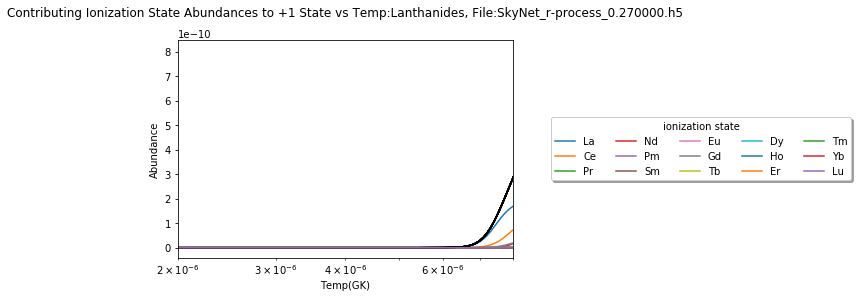 Contributing Ionization State Abundances to +1 State vs Temp:Lanthanides, File:SkyNet_r-process_0.270000.h5
1e−10
8
7
6
5
4
3
2
1
0
Abundance
2 × 10⁻⁶
3 × 10⁻⁶
4 × 10⁻⁶
6 × 10⁻⁶
Temp(GK)
ionization state
La Nd Eu Dy Tm
Ce Pm Gd Ho Yb
Pr Sm Tb Er Lu